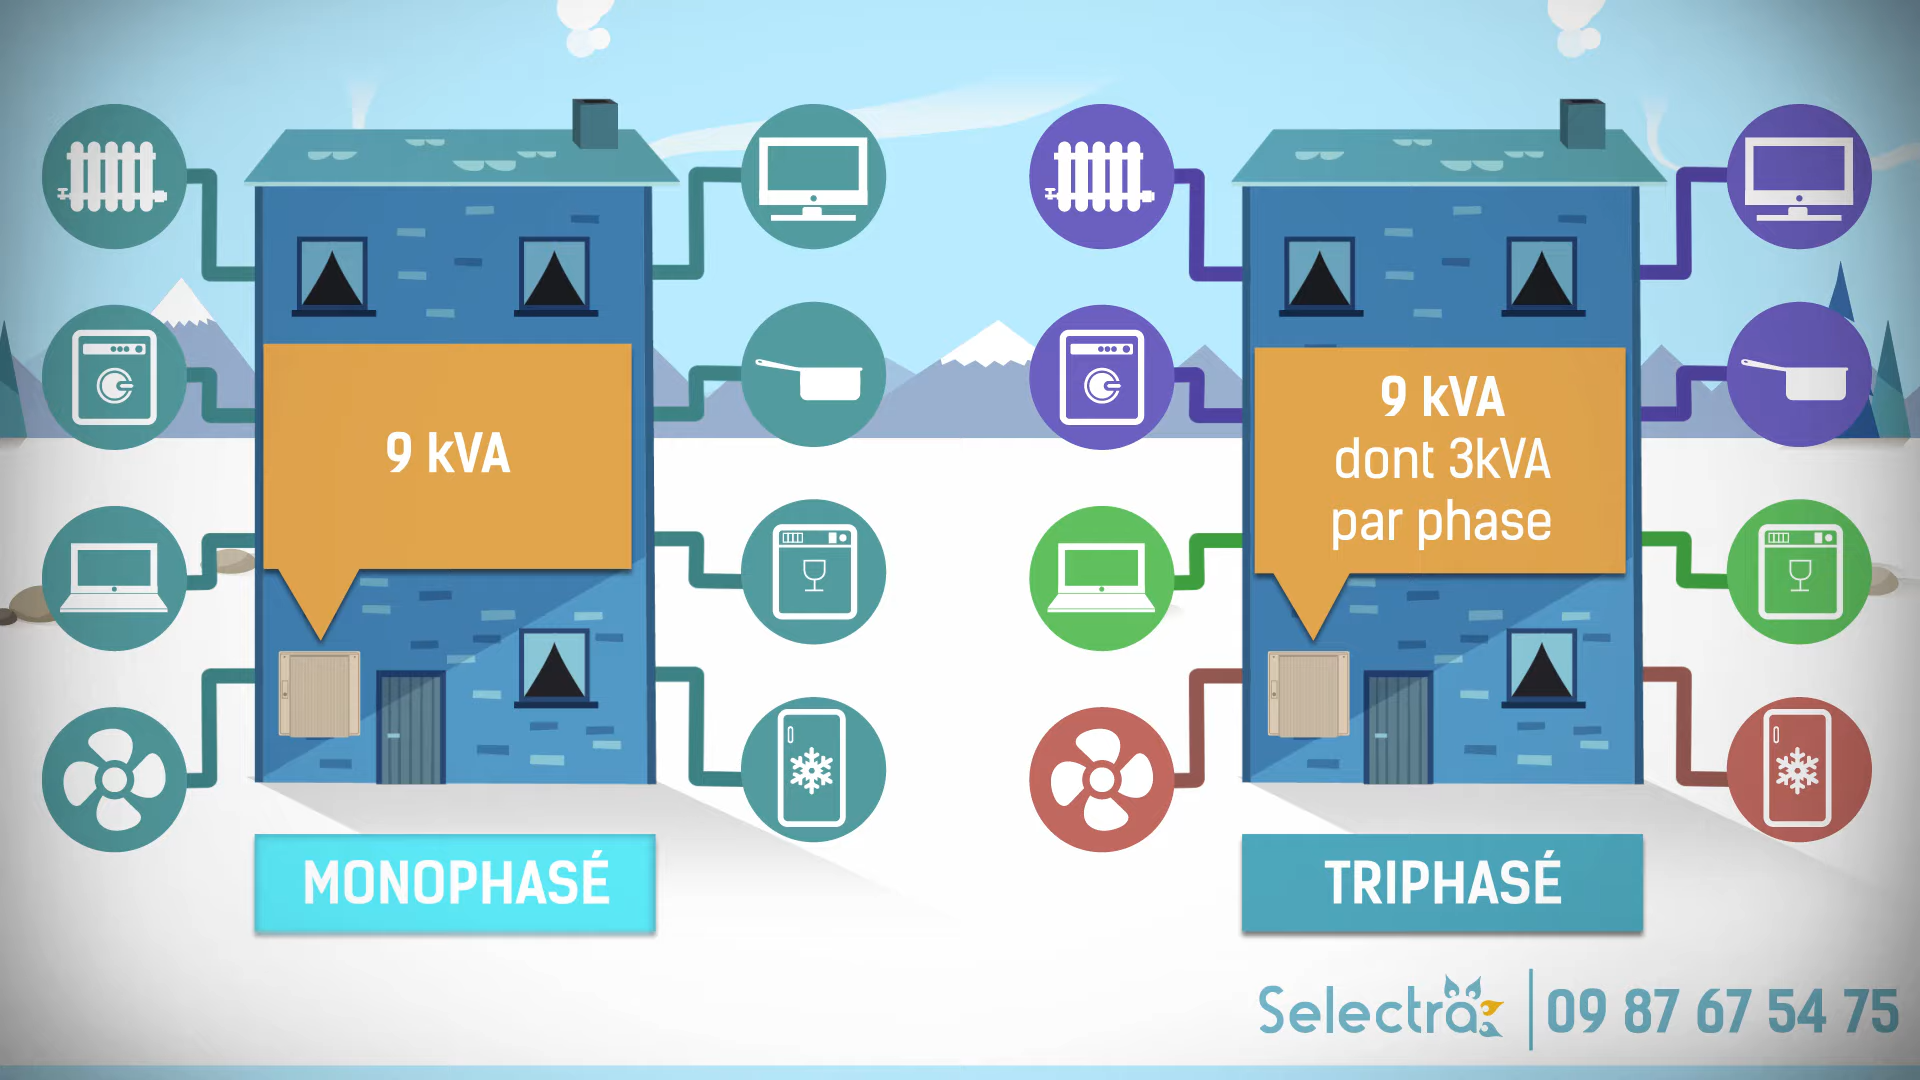 9 kVA
MONOPHASÉ
9 kVA
dont 3kVA
par phase
TRIPHASÉ
Selectra
09 87 67 54 75